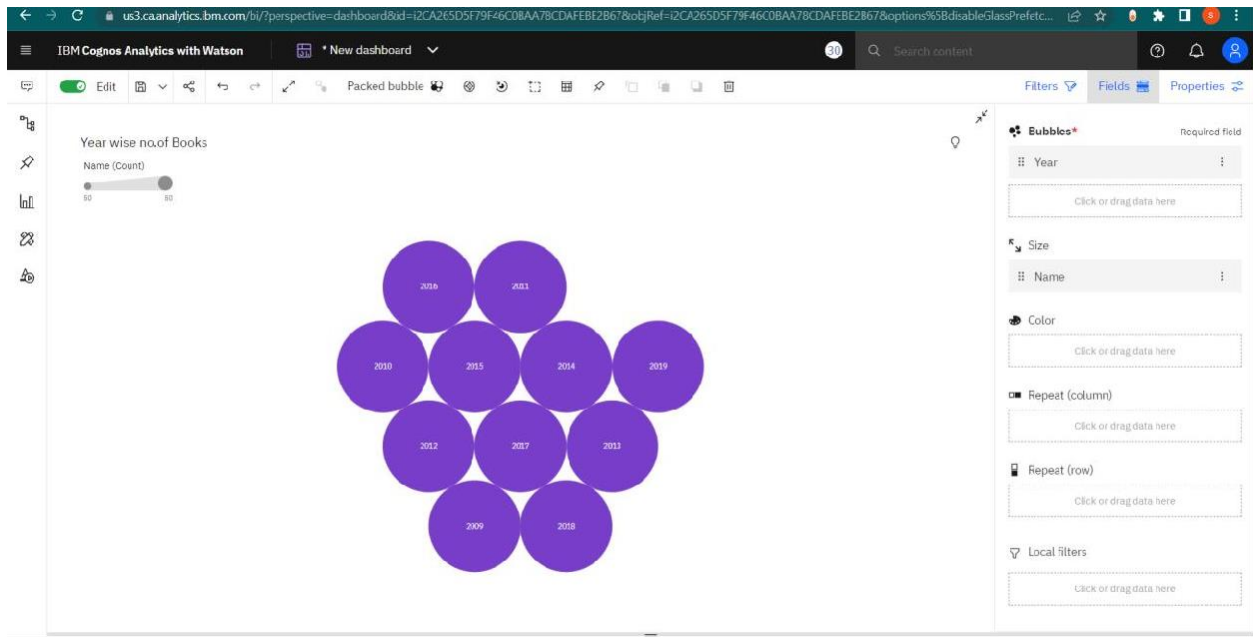 us3.ca.analytics.ibm.com/bi/?perspective=dashboard&id=i2CA265D5F79F46C0BAA78CDAFEBE2B67&objRef=i2CA265D5F79F46C0BAA78CDAFEBE2B67&options%5BdisableGlassPrefetc...
S
IBM Cognos Analytics with Watson
* New dashboard
30
Search content
Edit
Packed bubble
Filters
Fields
Properties
Year wise no.of Books
Name (Count)
50 50
Bubbles*
Required field
Year
Click or drag data here
Size
Name
Color
Click or drag data here
Repeat (column)
Click or drag data here
Repeat (row)
Click or drag data here
Local filters
Click or drag data here
2016 2011
2010 2015 2014 2019
2012 2017 2013
2009 2018